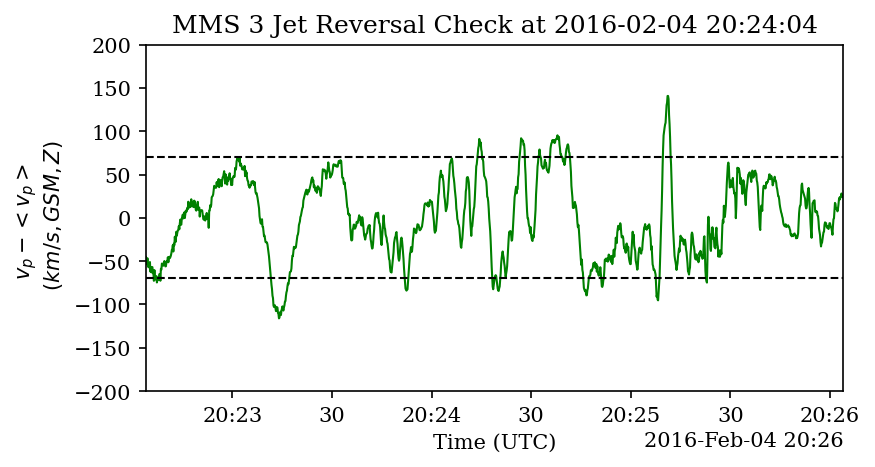 MMS 3 Jet Reversal Check at 2016-02-04 20:24:04
200
150
100
50
0
−50
−100
−150
−200
v_p − < v_p >
(km/s, GSM, Z)
20:23 30 20:24 30 20:25 30 20:26
Time (UTC)
2016-Feb-04 20:26